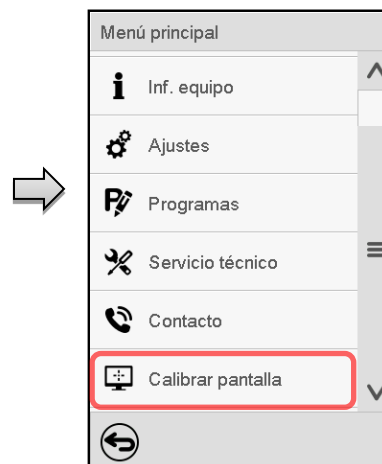 Menú principal
Inf. equipo
Ajustes
Programas
Servicio técnico
Contacto
Calibrar pantalla